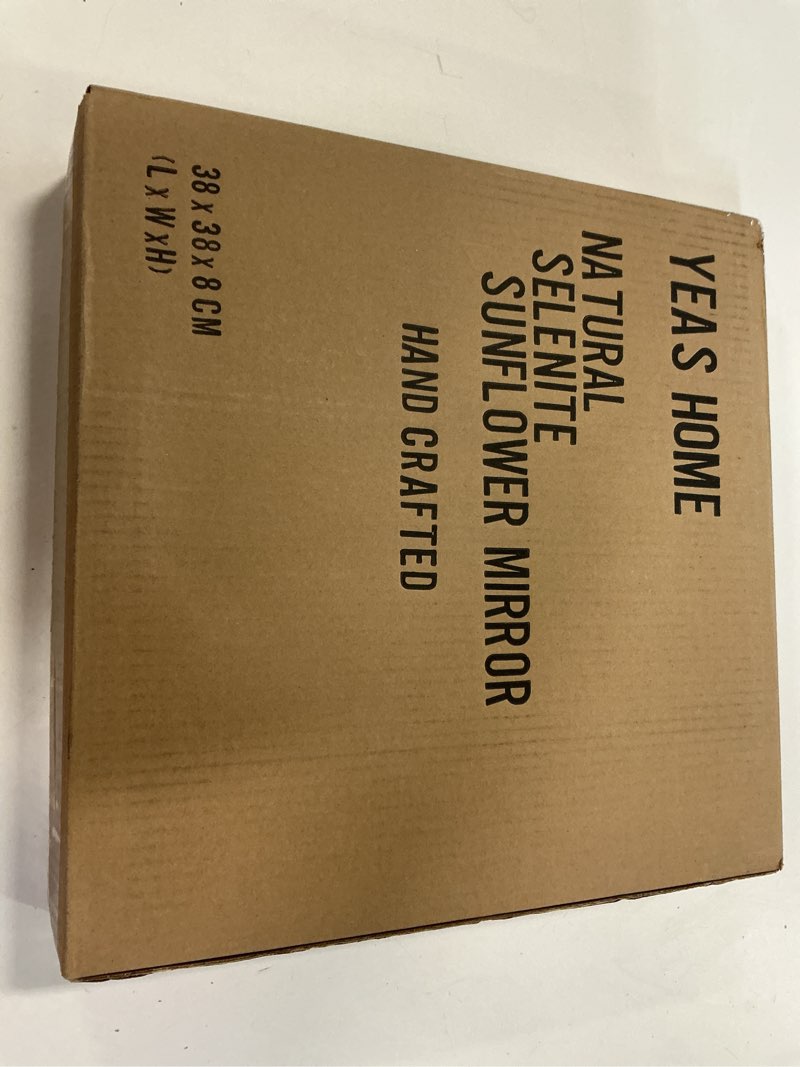 YEAS HOME
NATURAL
SELENITE
SUNFLOWER MIRROR
HAND CRAFTED
38 x 38 x 8 CM
(L x W x H)